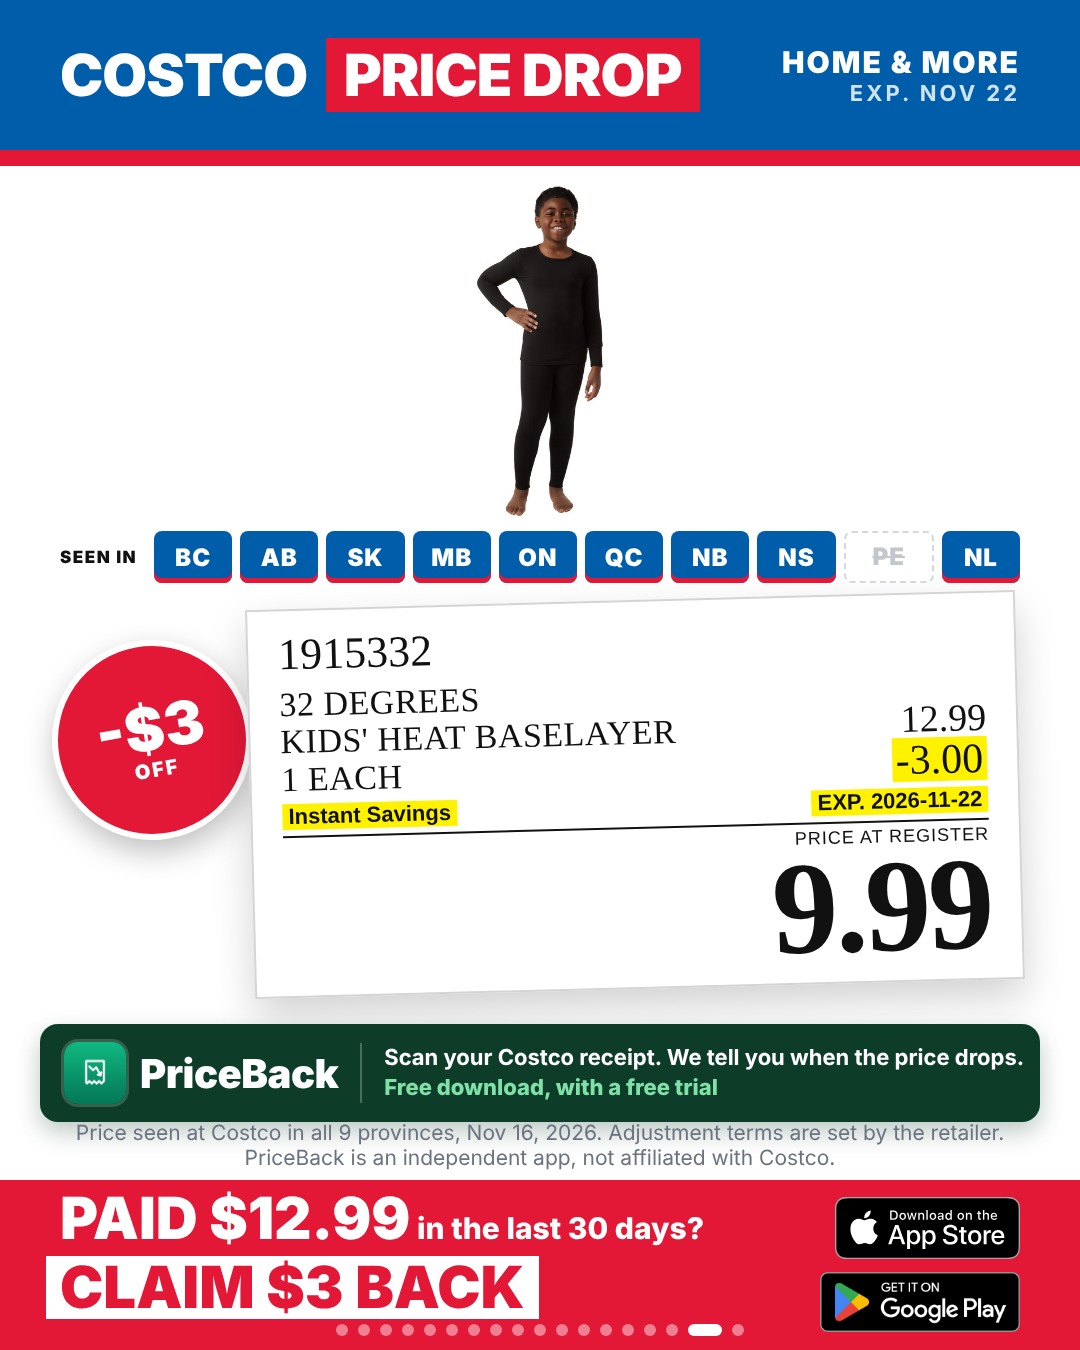 COSTCO PRICE DROP
HOME & MORE
EXP. NOV 22
SEEN IN BC AB SK MB ON QC NB NS PE NL
-$3
OFF
1915332
32 DEGREES
KIDS' HEAT BASELAYER
1 EACH
Instant Savings
12.99
-3.00
EXP. 2026-11-22
PRICE AT REGISTER
9.99
PriceBack
Scan your Costco receipt. We tell you when the price drops.
Free download, with a free trial
Price seen at Costco in all 9 provinces, Nov 16, 2026. Adjustment terms are set by the retailer.
PriceBack is an independent app, not affiliated with Costco.
PAID $12.99 in the last 30 days?
CLAIM $3 BACK
Download on the
App Store
GET IT ON
Google Play